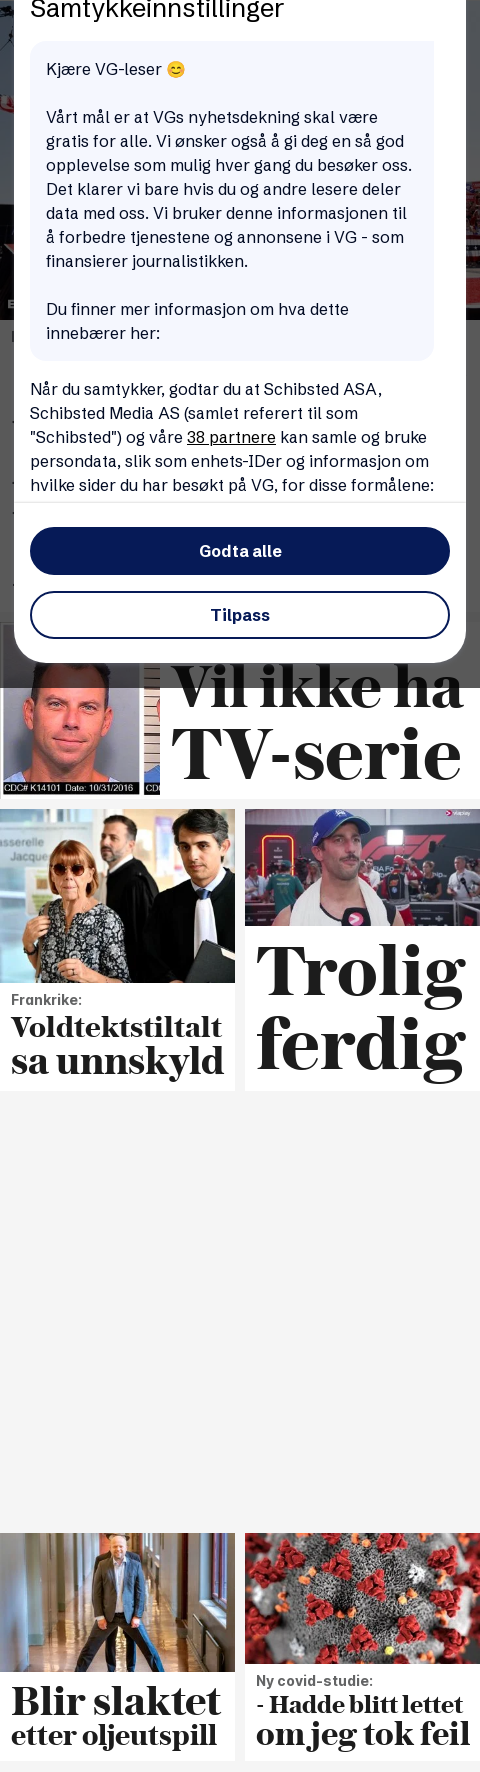 Samtykkeinnstillinger
Kjære VG-leser 😊
Vårt mål er at VGs nyhetsdekning skal være
gratis for alle. Vi ønsker også å gi deg en så god
opplevelse som mulig hver gang du besøker oss.
Det klarer vi bare hvis du og andre lesere deler
data med oss. Vi bruker denne informasjonen til
å forbedre tjenestene og annonsene i VG - som
finansierer journalistikken.
Du finner mer informasjon om hva dette
innebærer her:
Når du samtykker, godtar du at Schibsted ASA,
Schibsted Media AS (samlet referert til som
"Schibsted") og våre 38 partnere kan samle og bruke
persondata, slik som enhets-IDer og informasjon om
hvilke sider du har besøkt på VG, for disse formålene:
Godta alle
Tilpass
Vil ikke ha
TV-serie
CDC# K14101 Date: 10/31/2016
Frankrike:
Voldtektstiltalt
sa unnskyld
Trolig
ferdig
Blir slaktet
etter oljeutspill
Ny covid-studie:
- Hadde blitt lettet
om jeg tok feil